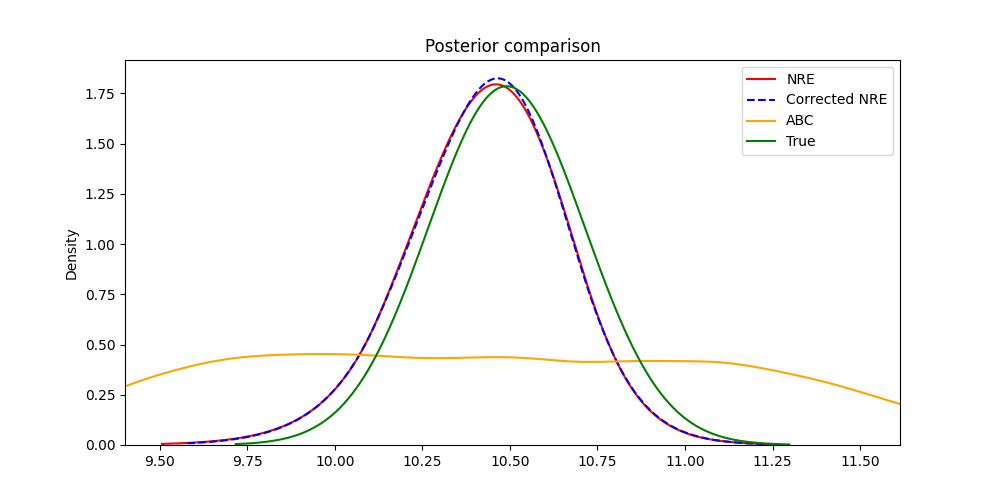 Posterior comparison
NRE
Corrected NRE
ABC
True
Density
1.75
1.50
1.25
1.00
0.75
0.50
0.25
0.00
9.50 9.75 10.00 10.25 10.50 10.75 11.00 11.25 11.50